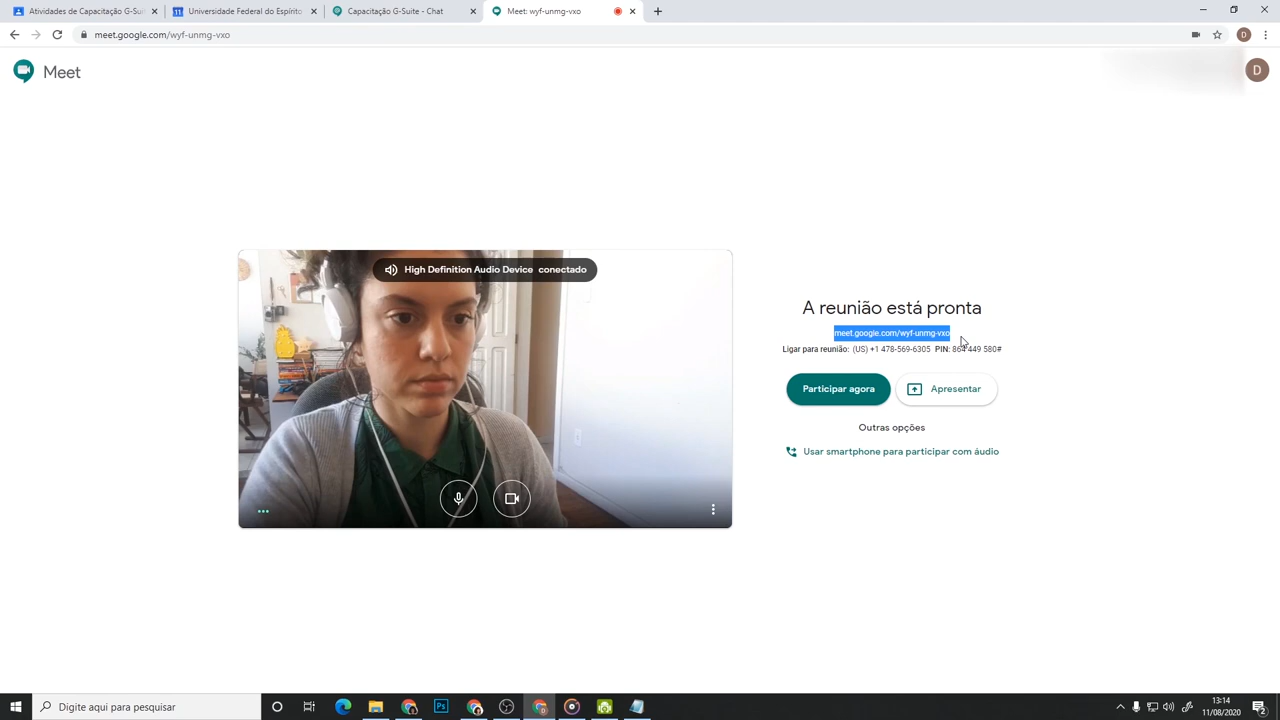 Atividades de Capacitação G-Sui
Universidade Federal do Espírito
Capacitação G-Suite - Chat
Meet: wyf-unmg-vxo
meet.google.com/wyf-unmg-vxo
D
Meet
D
High Definition Audio Device conectado
A reunião está pronta
meet.google.com/wyf-unmg-vxo
Ligar para reunião: (US) +1 478-569-6305 PIN: 864 449 580#
Participar agora
Apresentar
Outras opções
Usar smartphone para participar com áudio
Digite aqui para pesquisar
Ps
13:14
11/08/2020
2